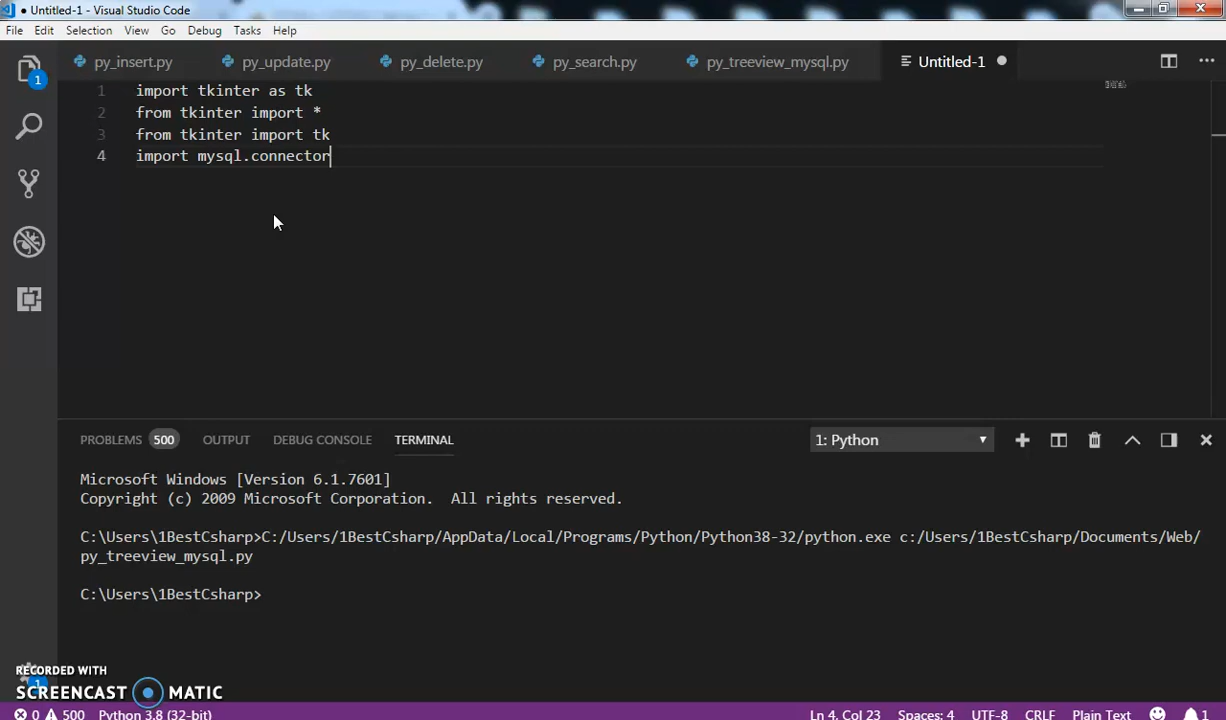 ● Untitled-1 - Visual Studio Code
File Edit Selection View Go Debug Tasks Help
1 py_insert.py py_update.py py_delete.py py_search.py py_treeview_mysql.py Untitled-1 ●
1 import tkinter as tk
2 from tkinter import *
3 from tkinter import tk
4 import mysql.connector
PROBLEMS 500 OUTPUT DEBUG CONSOLE TERMINAL 1: Python
Microsoft Windows [Version 6.1.7601]
Copyright (c) 2009 Microsoft Corporation. All rights reserved.
C:\Users\1BestCsharp>C:/Users/1BestCsharp/AppData/Local/Programs/Python/Python38-32/python.exe c:/Users/1BestCsharp/Documents/Web/
py_treeview_mysql.py
C:\Users\1BestCsharp>
RECORDED WITH
1
SCREENCAST MATIC
0 500 Python 3.8 (32-bit) Ln 4, Col 23 Spaces: 4 UTF-8 CRLF Plain Text 1